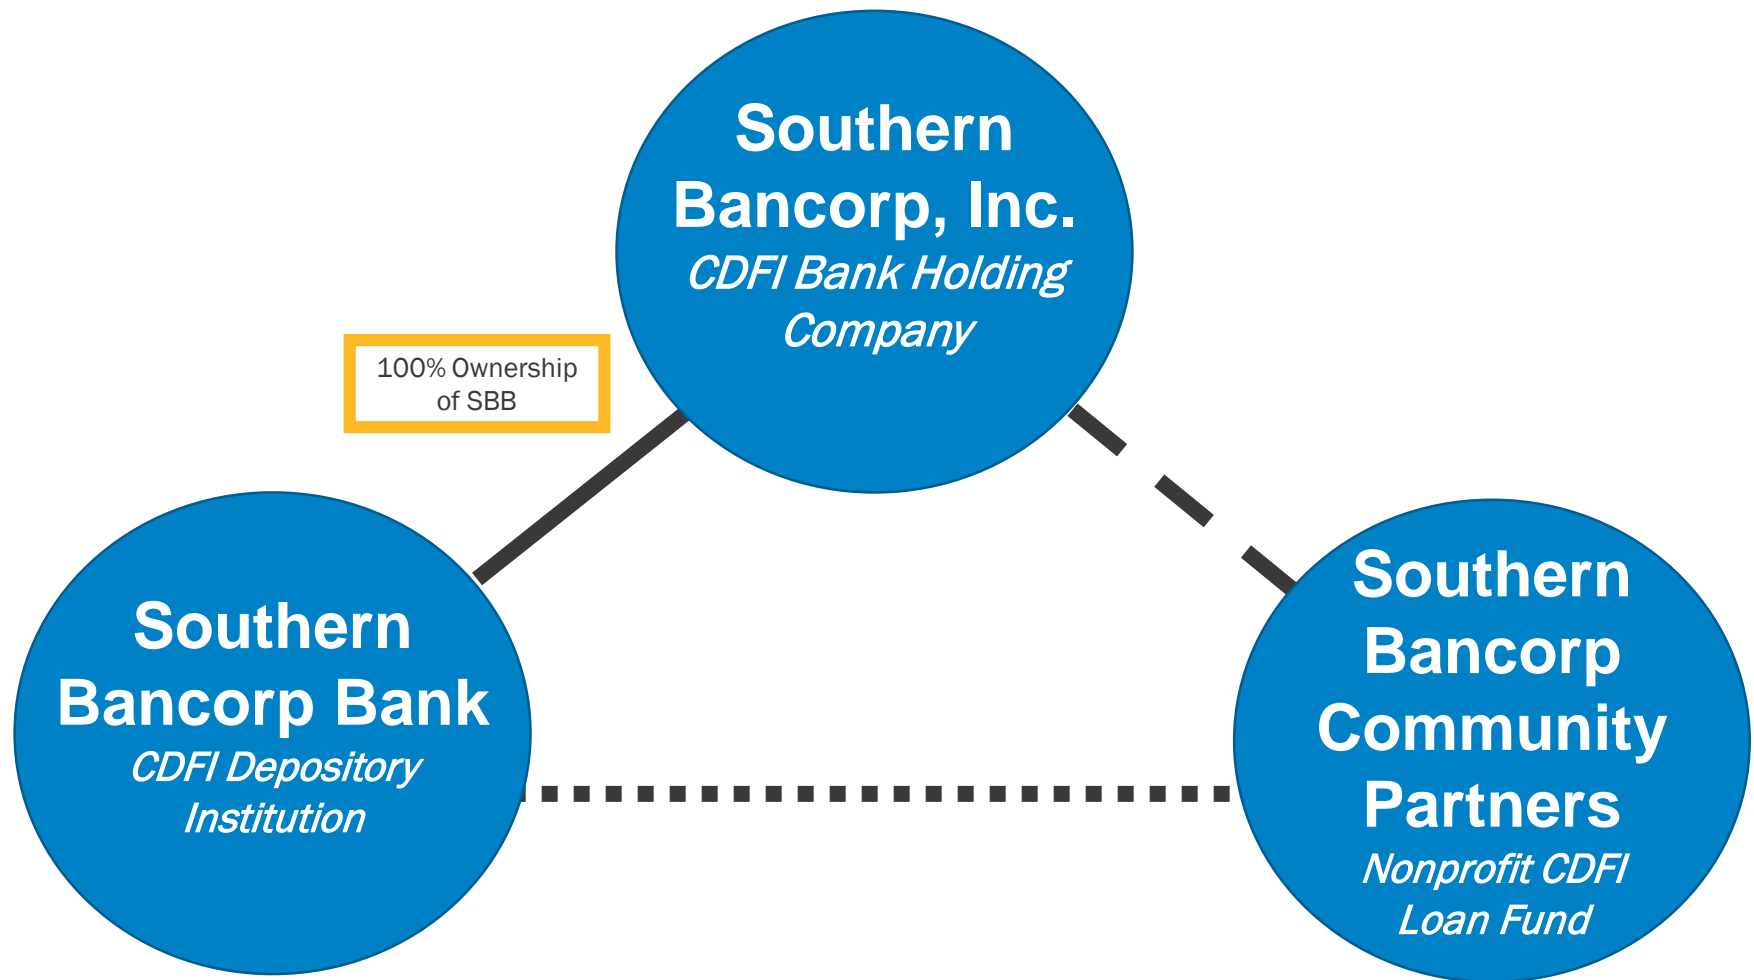 Southern
Bancorp, Inc.
CDFI Bank Holding
Company
100% Ownership
of SBB
Southern
Bancorp Bank
CDFI Depository
Institution
Southern
Bancorp
Community
Partners
Nonprofit CDFI
Loan Fund